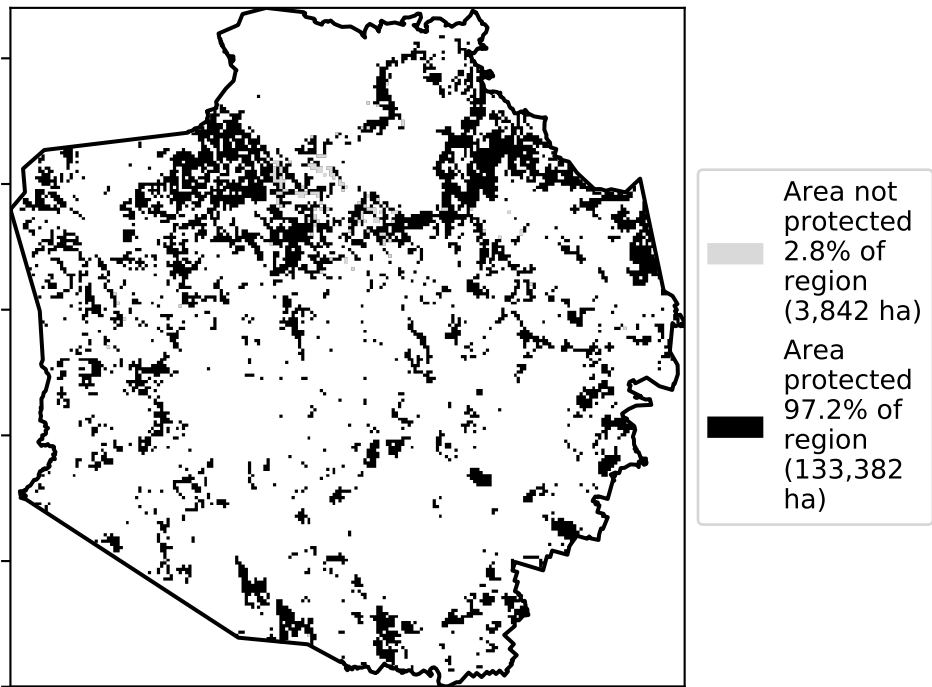 Area not
protected
2.8% of
region
(3,842 ha)
Area
protected
97.2% of
region
(133,382
ha)